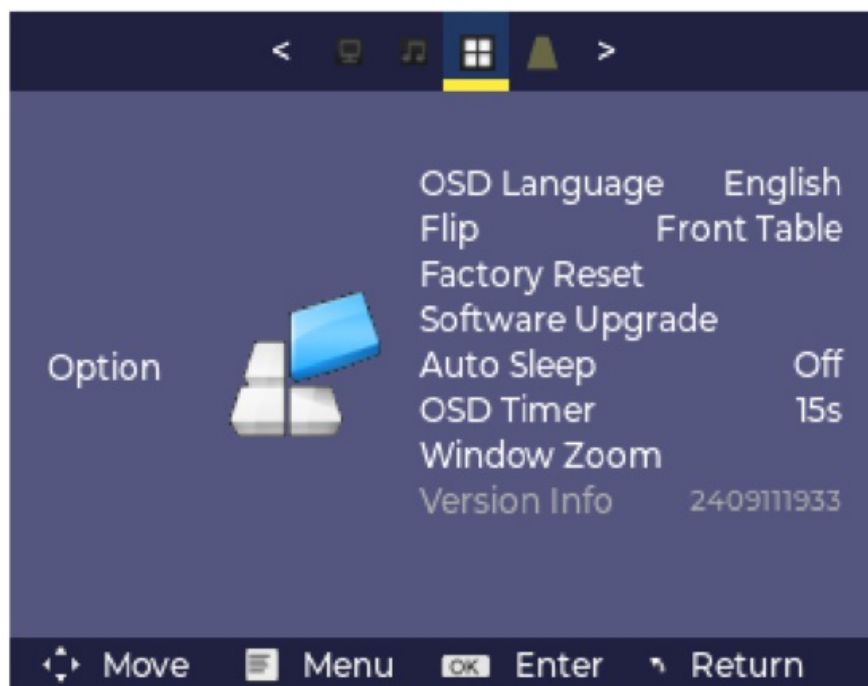 < >
OSD Language English
Flip Front Table
Factory Reset
Software Upgrade
Option
Auto Sleep Off
OSD Timer 15s
Window Zoom
Version Info 2409111933
Move Menu OK Enter Return